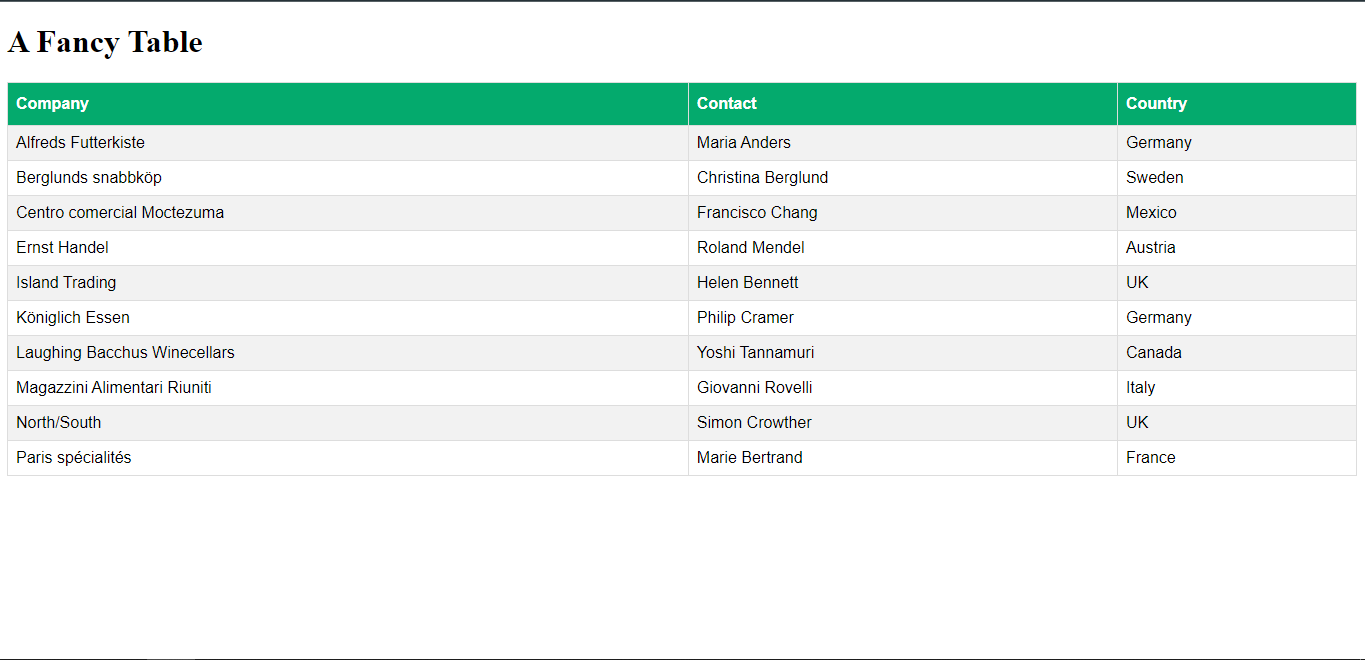 A Fancy Table
Company Contact Country
Alfreds Futterkiste Maria Anders Germany
Berglunds snabbköp Christina Berglund Sweden
Centro comercial Moctezuma Francisco Chang Mexico
Ernst Handel Roland Mendel Austria
Island Trading Helen Bennett UK
Königlich Essen Philip Cramer Germany
Laughing Bacchus Winecellars Yoshi Tannamuri Canada
Magazzini Alimentari Riuniti Giovanni Rovelli Italy
North/South Simon Crowther UK
Paris spécialités Marie Bertrand France